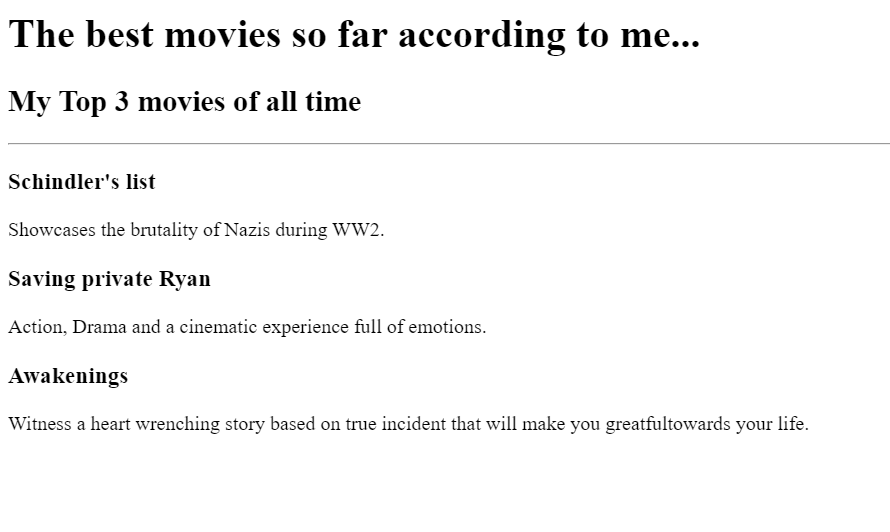 The best movies so far according to me...
My Top 3 movies of all time
Schindler's list
Showcases the brutality of Nazis during WW2.
Saving private Ryan
Action, Drama and a cinematic experience full of emotions.
Awakenings
Witness a heart wrenching story based on true incident that will make you greatfultowards your life.